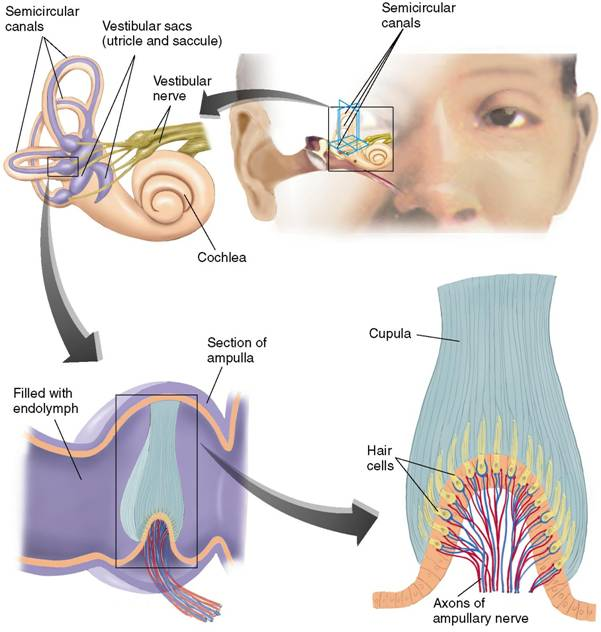 Semicircular
canals
Vestibular sacs
(utricle and saccule)
Vestibular
nerve
Cochlea
Semicircular
canals
Section of
ampulla
Filled with
endolymph
Cupula
Hair
cells
Axons of
ampullary nerve